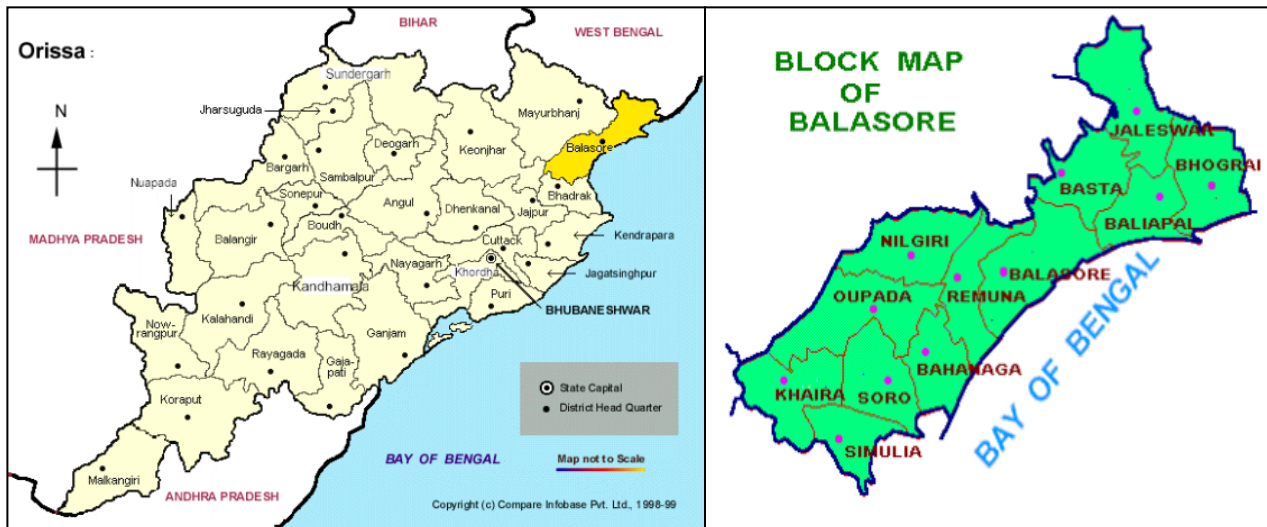 BIHAR
WEST BENGAL
Orissa :
N
Sundergarh
Jharsuguda
Mayurbhanj
Deogarh
Keonjhar
Balasore
Bargarh
Sambalpur
Nuapada
Sonepur
Bhadrak
Angul
Dhenkanal
Jajpur
Boudh
Balangir
MADHYA PRADESH
Kendrapara
Cuttack
Nayagarh
Khordha
Jagatsinghpur
Kandhamala
Puri
BHUBANESHWAR
Kalahandi
Now-
rangpur
Ganjam
Rayagada
Gaja-
pati
State Capital
District Head Quarter
Koraput
BAY OF BENGAL
Map not to Scale
Malkangiri
ANDHRA PRADESH
Copyright (c) Compare Infobase Pvt. Ltd., 1998-99
BLOCK MAP
OF
BALASORE
JALESWAR
BHOGRAI
BASTA
BALIAPAL
NILGIRI
BALASORE
OUPADA
REMUNA
BAHANAGA
KHAIRA
SORO
SIMULIA
BAY OF BENGAL